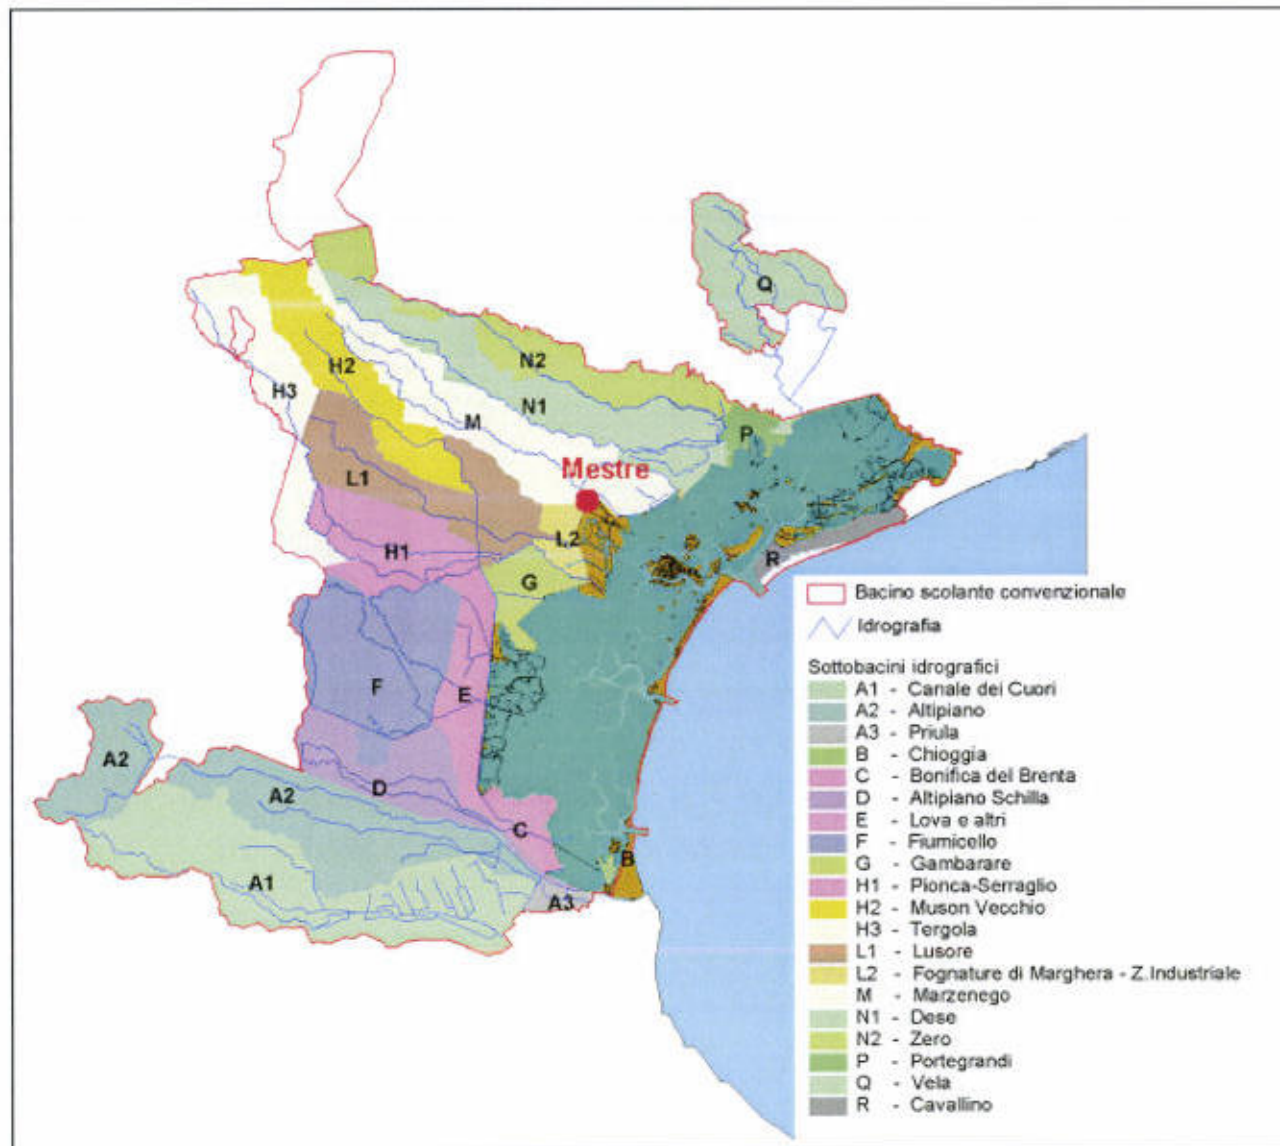 Q
N2
H2
H3
N1
M
P
Mestre
L1
L2
H1
R
G
F
E
A2
D
A2
C
B
A1
A3
Bacino scolante convenzionale
Idrografia
Sottobacini idrografici
A1 - Canale dei Cuori
A2 - Altipiano
A3 - Priula
B - Chioggia
C - Bonifica del Brenta
D - Altipiano Schilla
E - Lova e altri
F - Fiumicello
G - Gambarare
H1 - Pionca-Serraglio
H2 - Muson Vecchio
H3 - Tergola
L1 - Lusore
L2 - Fognature di Marghera - Z.Industriale
M - Marzenego
N1 - Dese
N2 - Zero
P - Portegrandi
Q - Vela
R - Cavallino